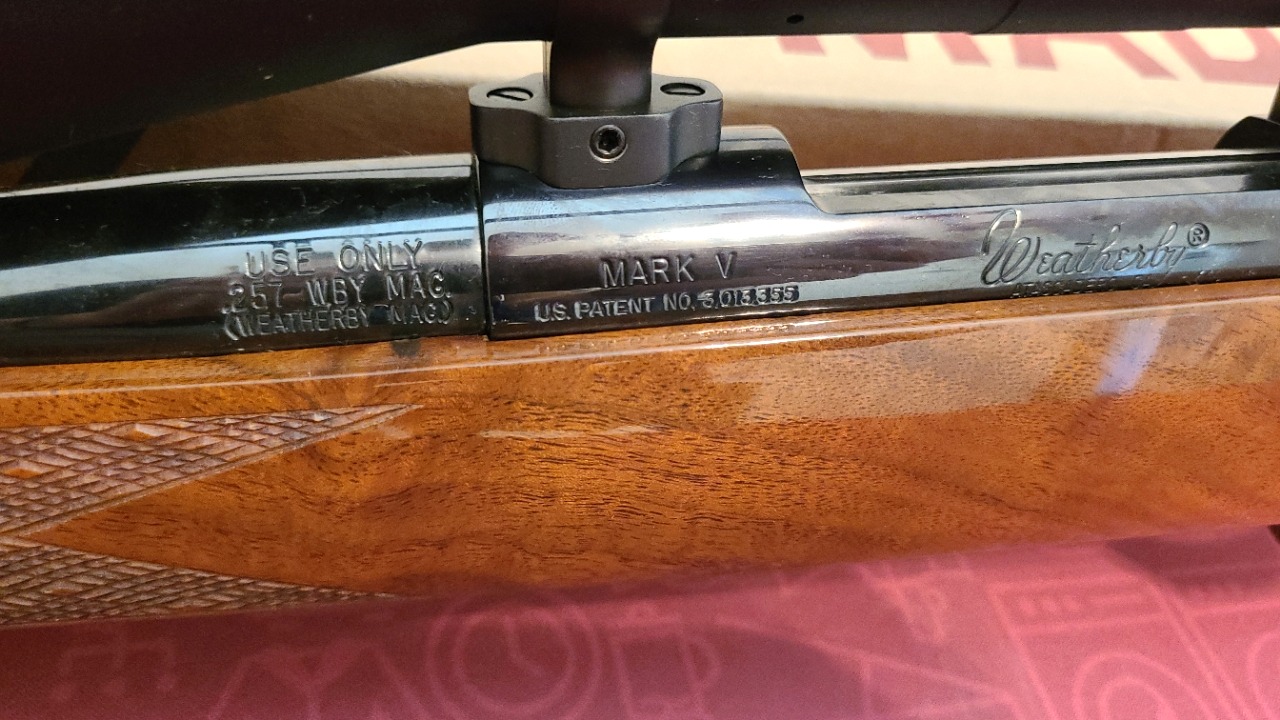 USE ONLY
.257 WBY MAG.
(WEATHERBY MAG.)
MARK V
U.S. PATENT NO. 3,013,355
Weatherby®